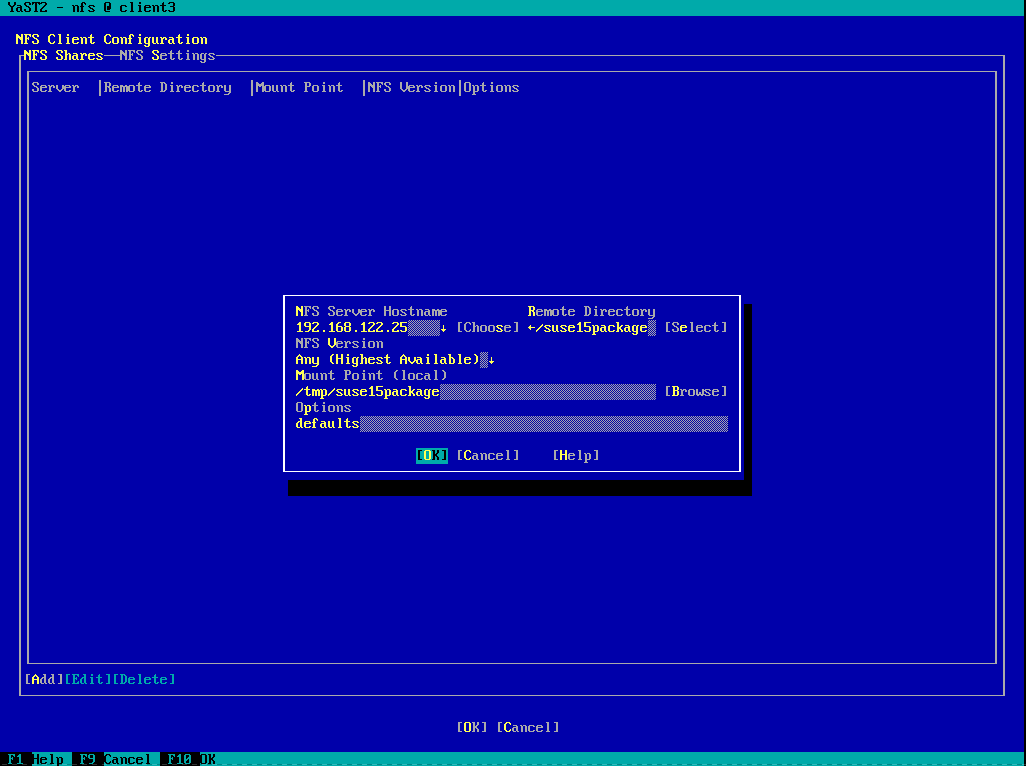 YaST2 - nfs @ client3
NFS Client Configuration
NFS Shares NFS Settings
Server |Remote Directory |Mount Point |NFS Version|Options
NFS Server Hostname Remote Directory
192.168.122.25 ↓ [Choose] ←/suse15package [Select]
NFS Version
Any (Highest Available) ↓
Mount Point (local)
/tmp/suse15package [Browse]
Options
defaults
[OK] [Cancel] [Help]
[Add][Edit][Delete]
[OK] [Cancel]
F1 Help F9 Cancel F10 OK